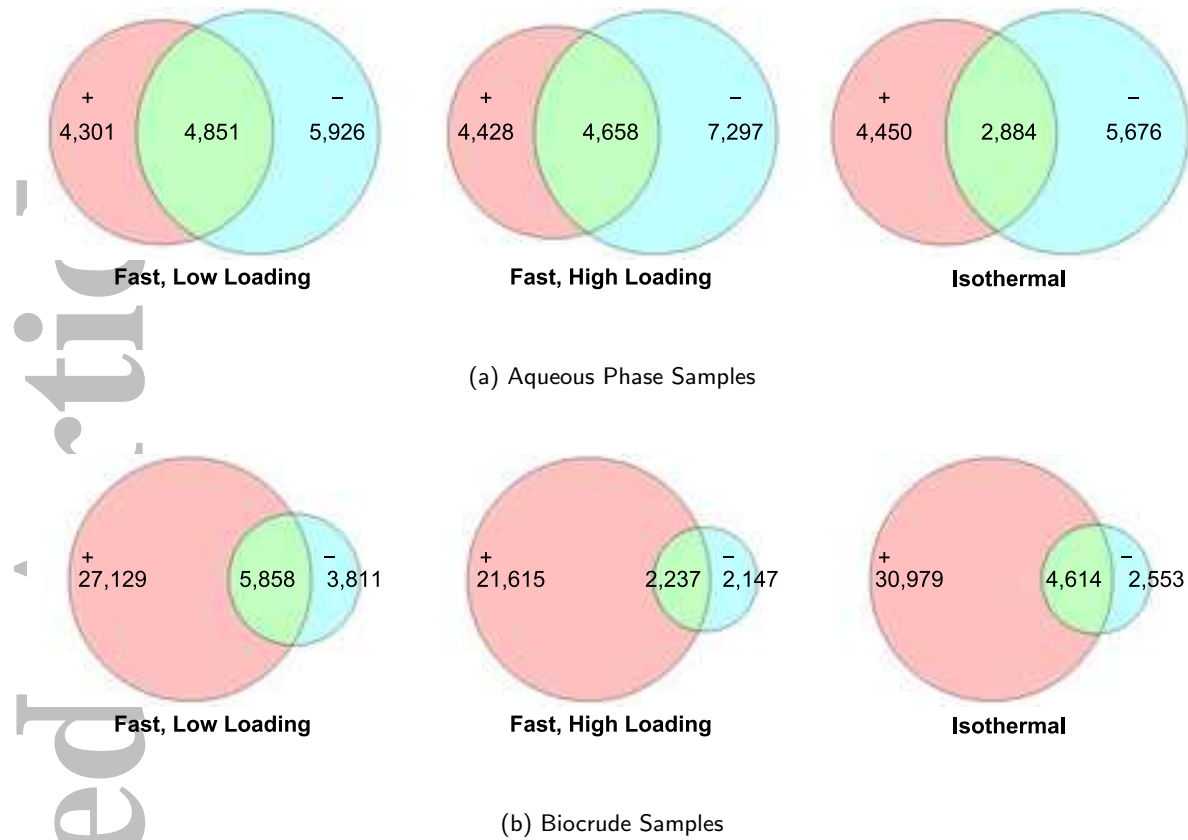 + −
4,301 4,851 5,926
Fast, Low Loading
+ −
4,428 4,658 7,297
Fast, High Loading
+ −
4,450 2,884 5,676
Isothermal
(a) Aqueous Phase Samples
+ −
27,129 5,858 3,811
Fast, Low Loading
+ −
21,615 2,237 2,147
Fast, High Loading
+ −
30,979 4,614 2,553
Isothermal
(b) Biocrude Samples